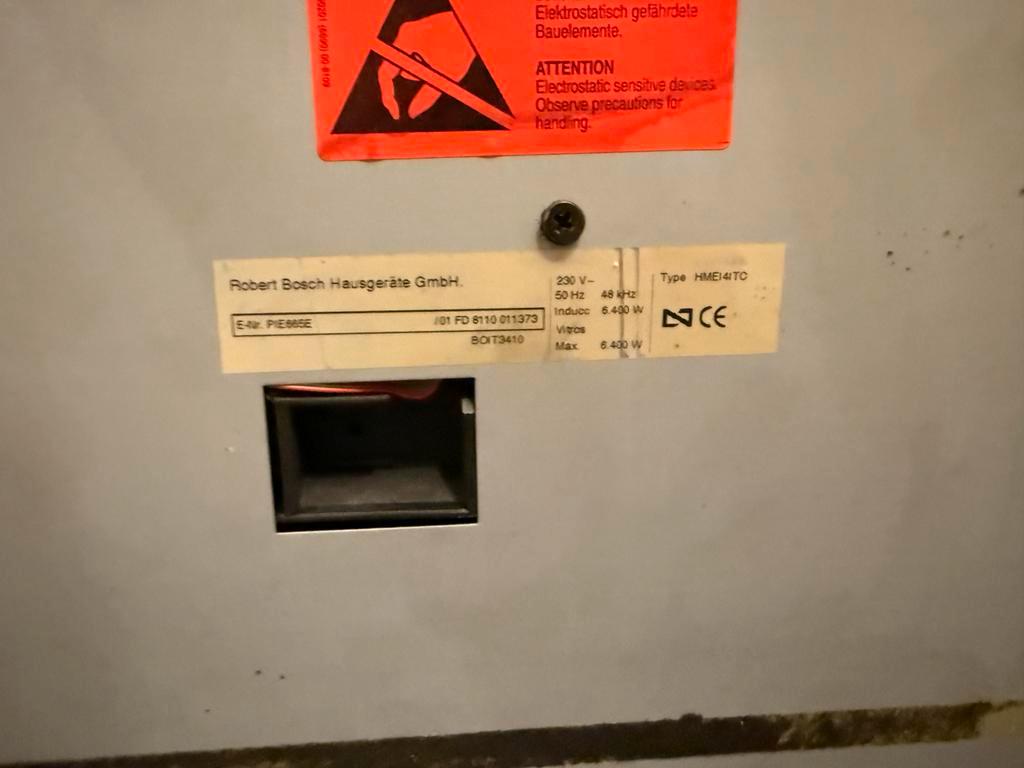 Elektrostatisch gefährdete
Bauelemente.
ATTENTION
Electrostatic sensitive devices.
Observe precautions for
handling.
Robert Bosch Hausgeräte GmbH.
E-Nr. PIE665E /01 FD 8110 011373
BOIT3410
230 V~
50 Hz 48 kHz
Inducc 6.400 W
Vitros
Max. 6.400 W
Type HMEI4ITC
CE